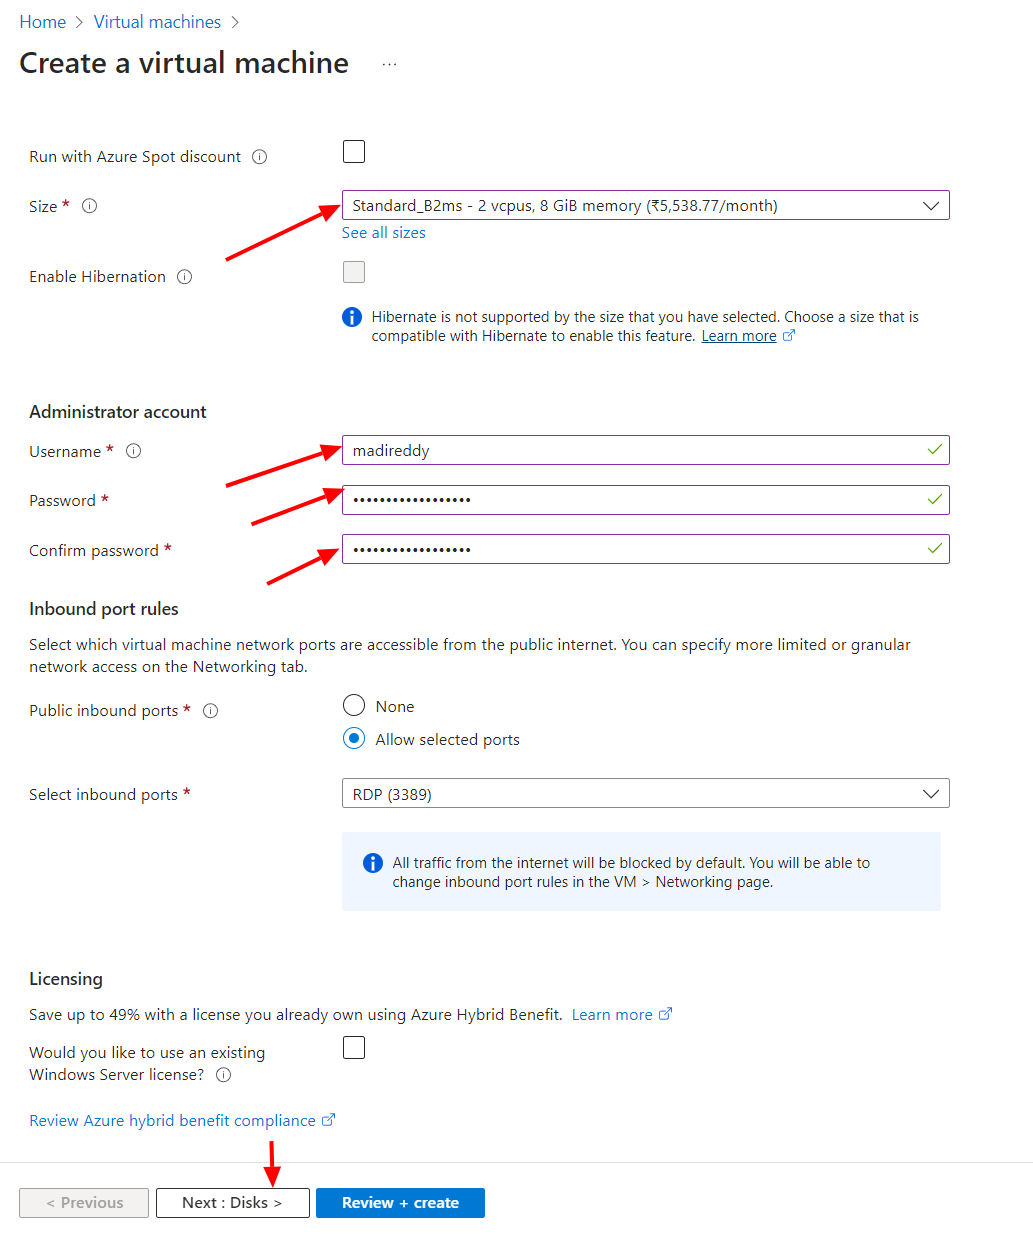 Home > Virtual machines >
Create a virtual machine ...
Run with Azure Spot discount
Size *
Standard_B2ms - 2 vcpus, 8 GiB memory (₹5,538.77/month)
See all sizes
Enable Hibernation
Hibernate is not supported by the size that you have selected. Choose a size that is
compatible with Hibernate to enable this feature. Learn more
Administrator account
Username *
madireddy
Password *
••••••••••••••••••
Confirm password *
••••••••••••••••••
Inbound port rules
Select which virtual machine network ports are accessible from the public internet. You can specify more limited or granular
network access on the Networking tab.
Public inbound ports *
None
Allow selected ports
Select inbound ports *
RDP (3389)
All traffic from the internet will be blocked by default. You will be able to
change inbound port rules in the VM > Networking page.
Licensing
Save up to 49% with a license you already own using Azure Hybrid Benefit. Learn more
Would you like to use an existing
Windows Server license?
Review Azure hybrid benefit compliance
< Previous
Next : Disks >
Review + create